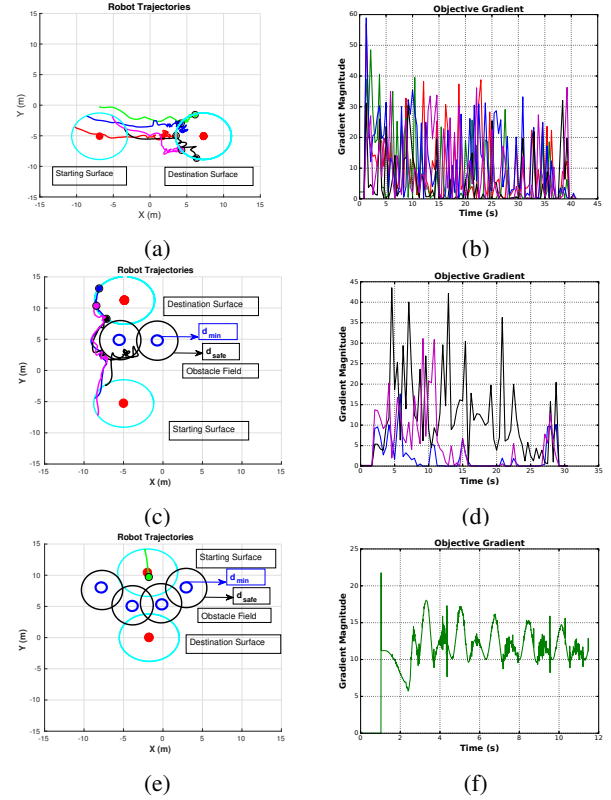 Robot Trajectories
15
10
5
0
-5
-10
-15
Y (m)
Starting Surface
Destination Surface
-15 -10 -5 0 5 10 15
X (m)
(a)
Objective Gradient
60
50
40
30
20
10
0
Gradient Magnitude
0 5 10 15 20 25 30 35 40 45
Time (s)
(b)
Robot Trajectories
15
10
5
0
-5
-10
-15
Y (m)
Destination Surface
d_min
d_safe
Obstacle Field
Starting Surface
-15 -10 -5 0 5 10 15
X (m)
(c)
Objective Gradient
45
40
35
30
25
20
15
10
5
0
Gradient Magnitude
0 5 10 15 20 25 30 35
Time (s)
(d)
Robot Trajectories
15
10
5
0
-5
-10
-15
Y (m)
Starting Surface
d_min
d_safe
Obstacle Field
Destination Surface
-15 -10 -5 0 5 10 15
X (m)
(e)
Objective Gradient
25
20
15
10
5
0
Gradient Magnitude
0 2 4 6 8 10 12
Time (s)
(f)